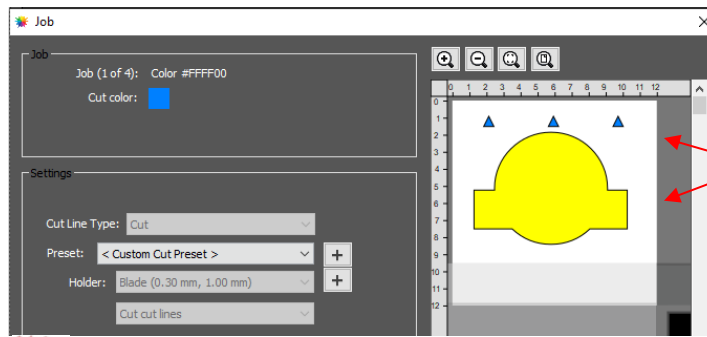 Job
Job
Job (1 of 4): Color #FFFF00
Cut color:
Settings
Cut Line Type: Cut
Preset: < Custom Cut Preset >
Holder: Blade (0.30 mm, 1.00 mm)
Cut cut lines
0 1 2 3 4 5 6 7 8 9 10 11 12
0
1
2
3
4
5
6
7
8
9
10
11
12